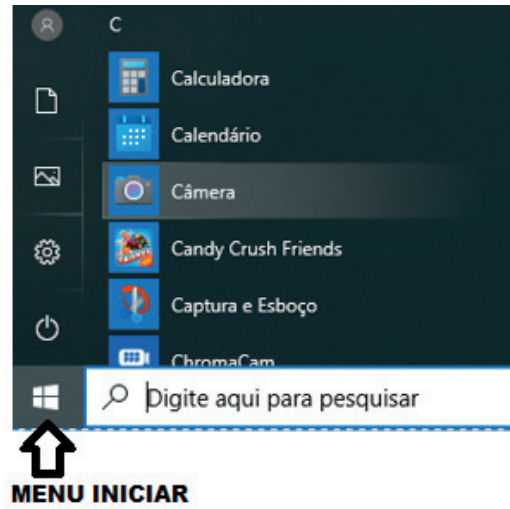 C
Calculadora
Calendário
Câmera
Candy Crush Friends
Captura e Esboço
ChromaCam
Digite aqui para pesquisar
MENU INICIAR